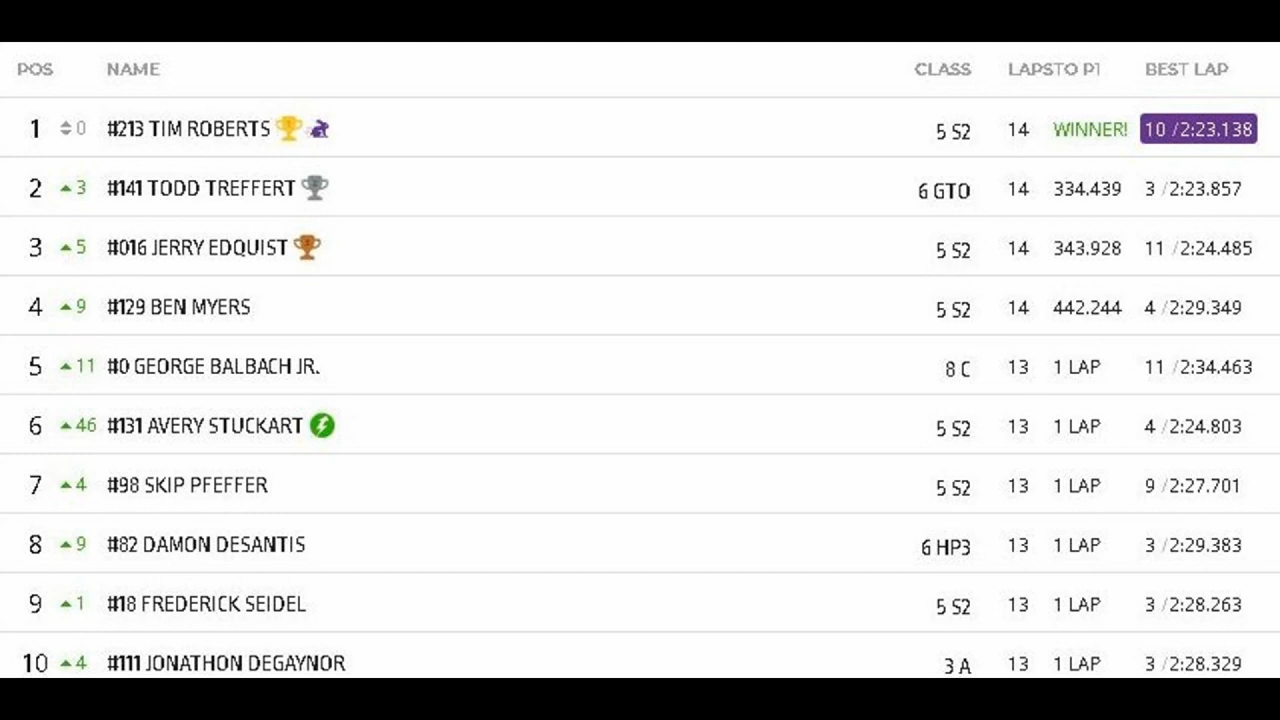 POS NAME CLASS LAPS TO P1 BEST LAP
1 0 #213 TIM ROBERTS 5 S2 14 WINNER! 10 /2:23.138
2 3 #141 TODD TREFFERT 6 GTO 14 334.439 3 /2:23.857
3 5 #016 JERRY EDQUIST 5 S2 14 343.928 11 /2:24.485
4 9 #129 BEN MYERS 5 S2 14 442.244 4 /2:29.349
5 11 #0 GEORGE BALBACH JR. 8 C 13 1 LAP 11 /2:34.463
6 46 #131 AVERY STUCKART 5 S2 13 1 LAP 4 /2:24.803
7 4 #98 SKIP PFEFFER 5 S2 13 1 LAP 9 /2:27.701
8 9 #82 DAMON DESANTIS 6 HP3 13 1 LAP 3 /2:29.383
9 1 #18 FREDERICK SEIDEL 5 S2 13 1 LAP 3 /2:28.263
10 4 #111 JONATHON DEGAYNOR 3 A 13 1 LAP 3 /2:28.329